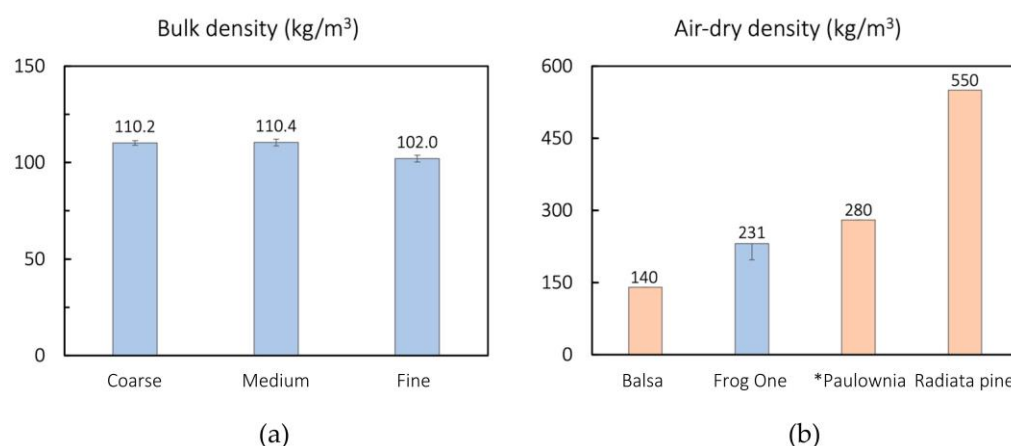 Bulk density (kg/m³)
150
100
50
0
110.2
110.4
102.0
Coarse
Medium
Fine
(a)
Air-dry density (kg/m³)
600
450
300
150
0
140
231
280
550
Balsa
Frog One
*Paulownia
Radiata pine
(b)